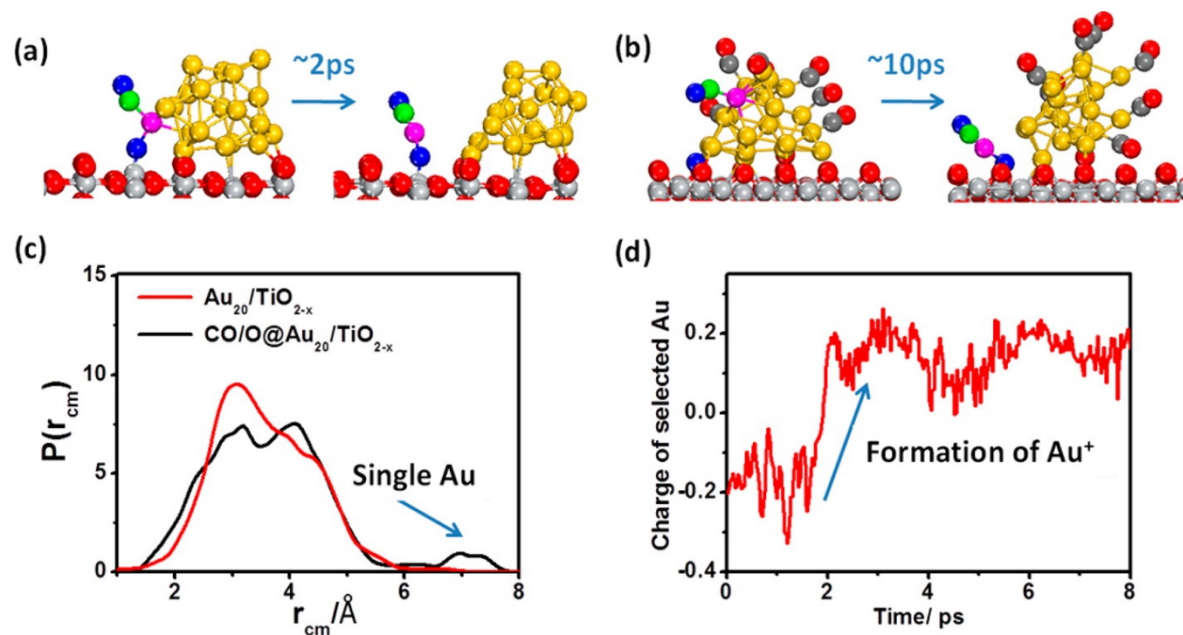 (a)
~2ps
(b)
~10ps
(c)
15
10
5
0
P(r_cm)
Au₂₀/TiO₂₋ₓ
CO/O@Au₂₀/TiO₂₋ₓ
Single Au
2
4
6
8
r_cm/Å
(d)
0.2
0.0
-0.2
-0.4
Charge of selected Au
Formation of Au⁺
0
2
4
6
8
Time/ ps